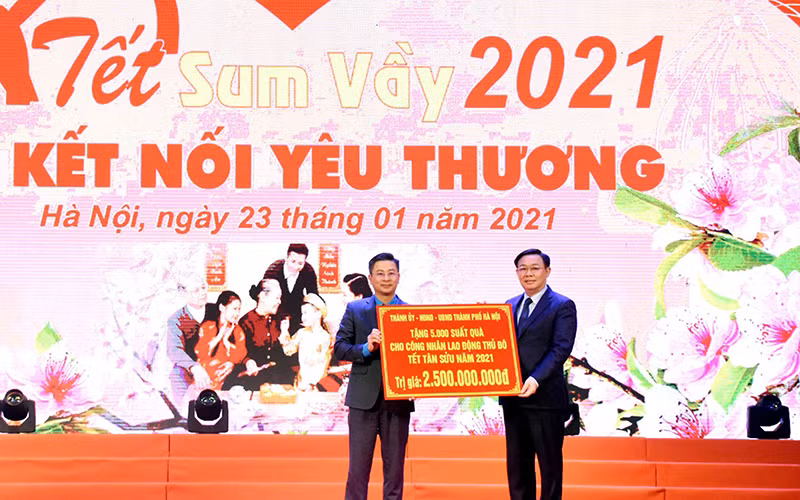 Tết Sum Vầy 2021
KẾT NỐI YÊU THƯƠNG
Hà Nội, ngày 23 tháng 01 năm 2021
THÀNH ỦY - HĐND - UBND THÀNH PHỐ HÀ NỘI
TẶNG 5.000 SUẤT QUÀ
CHO CÔNG NHÂN LAO ĐỘNG THỦ ĐÔ
TẾT TÂN SỬU NĂM 2021
Trị giá: 2.500.000.000đ